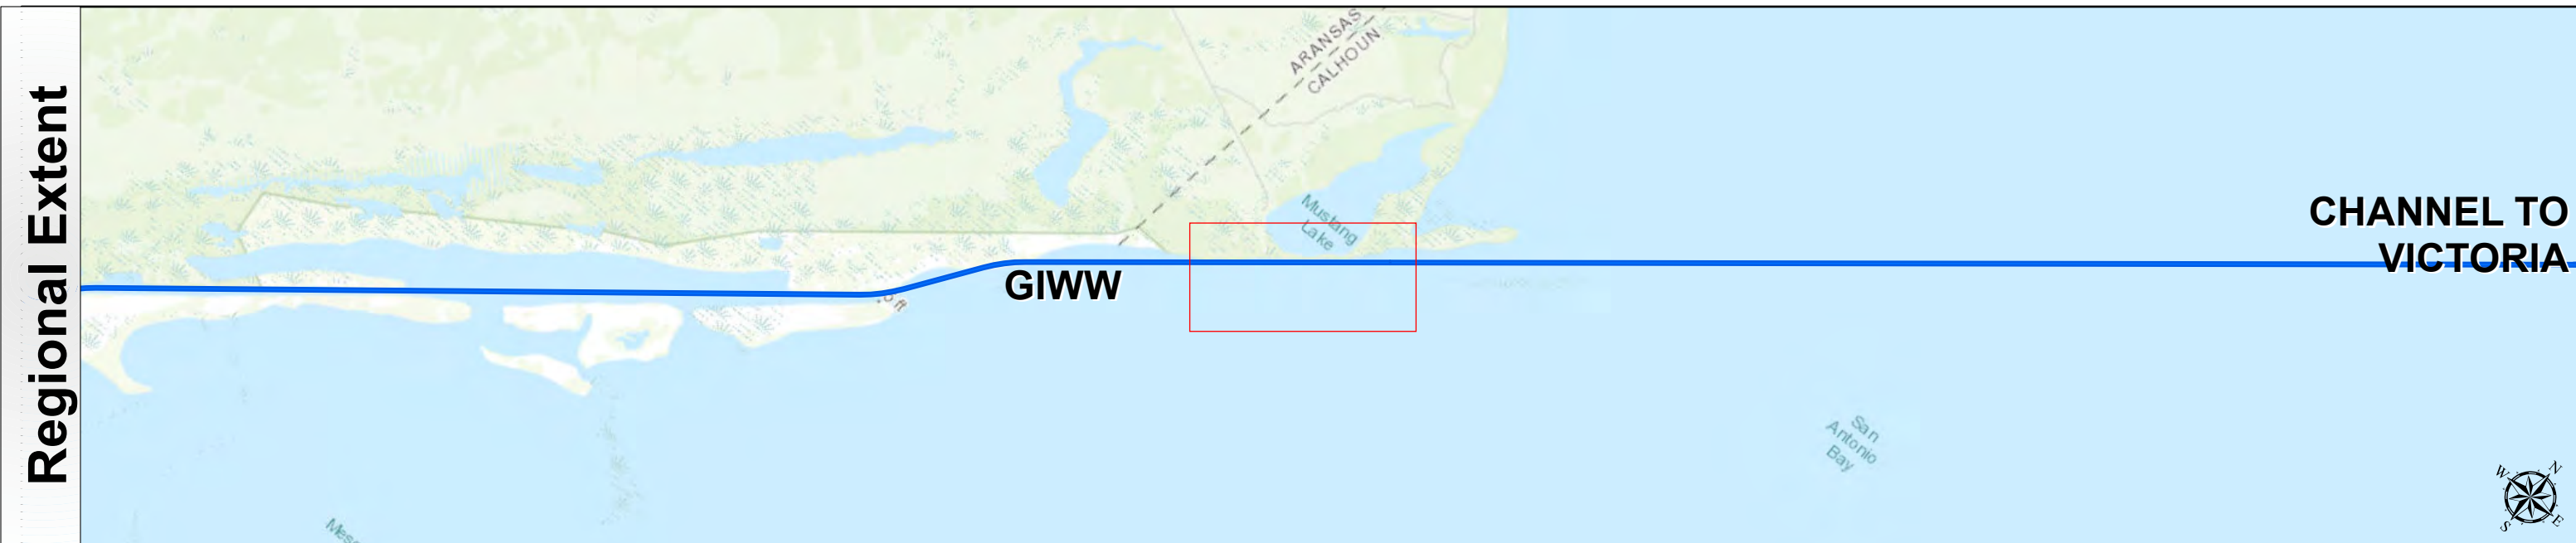 Regional Extent
ARANSAS
CALHOUN
Mustang
Lake
GIWW
CHANNEL TO
VICTORIA
San
Antonio
Bay
N
W
E
S